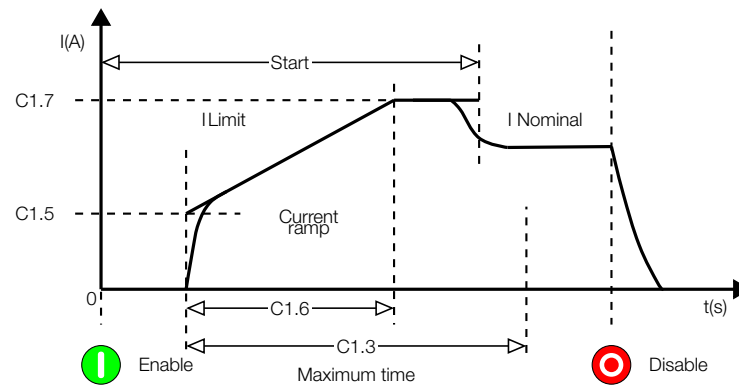 I(A)
Start
C1.7
I Limit
I Nominal
C1.5
Current
ramp
0
t(s)
C1.6
C1.3
Enable
Maximum time
Disable